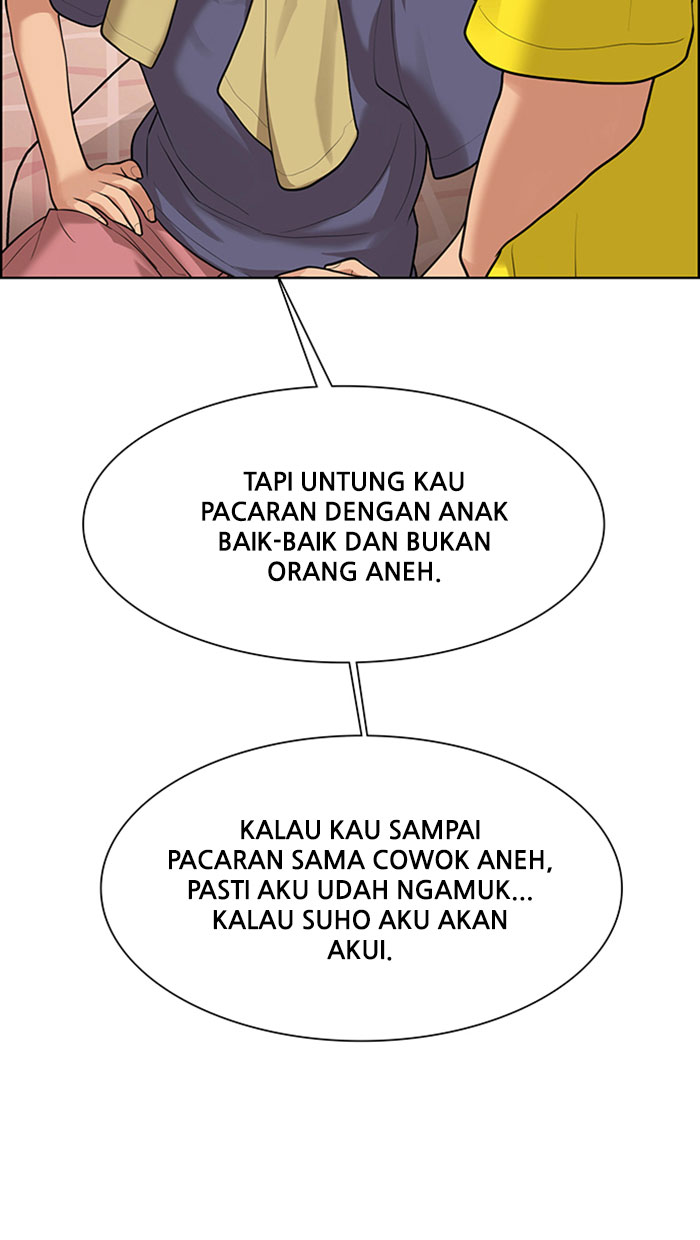 TAPI UNTUNG KAU
PACARAN DENGAN ANAK
BAIK-BAIK DAN BUKAN
ORANG ANEH.
KALAU KAU SAMPAI
PACARAN SAMA COWOK ANEH,
PASTI AKU UDAH NGAMUK...
KALAU SUHO AKU AKAN
AKUI.